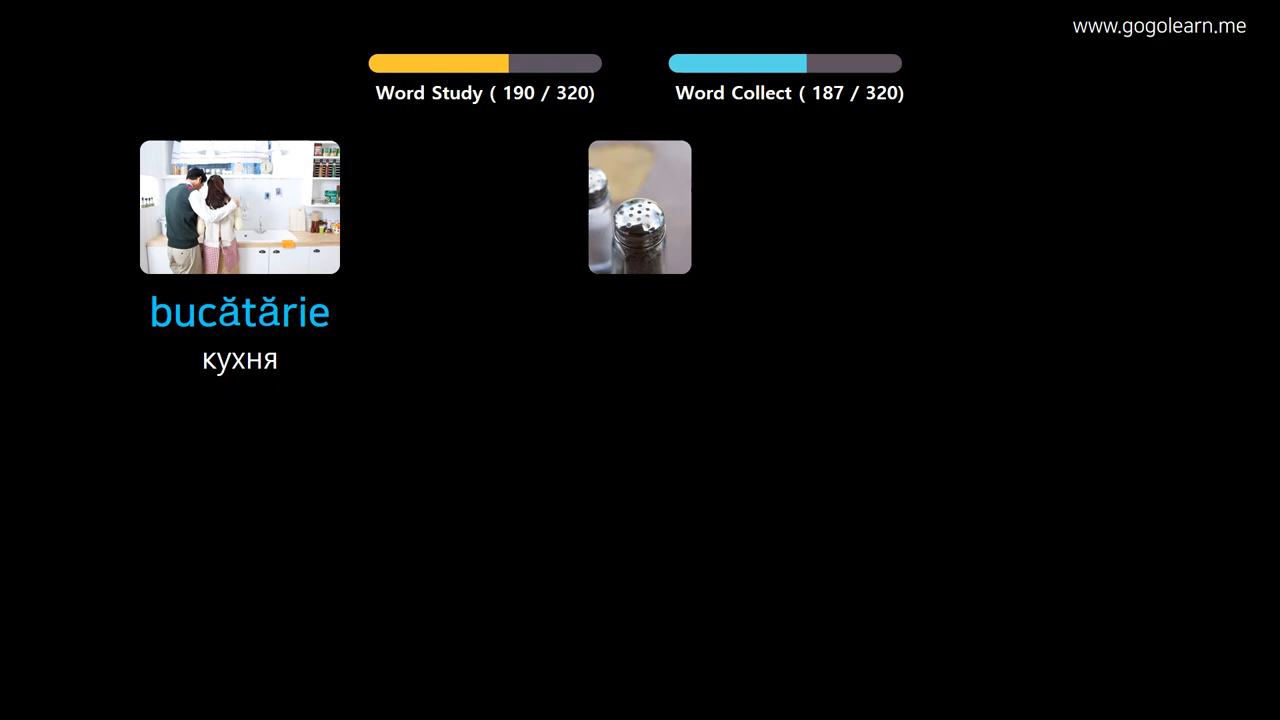 www.gogolearn.me
Word Study ( 190 / 320)
Word Collect ( 187 / 320)
bucătărie
кухня